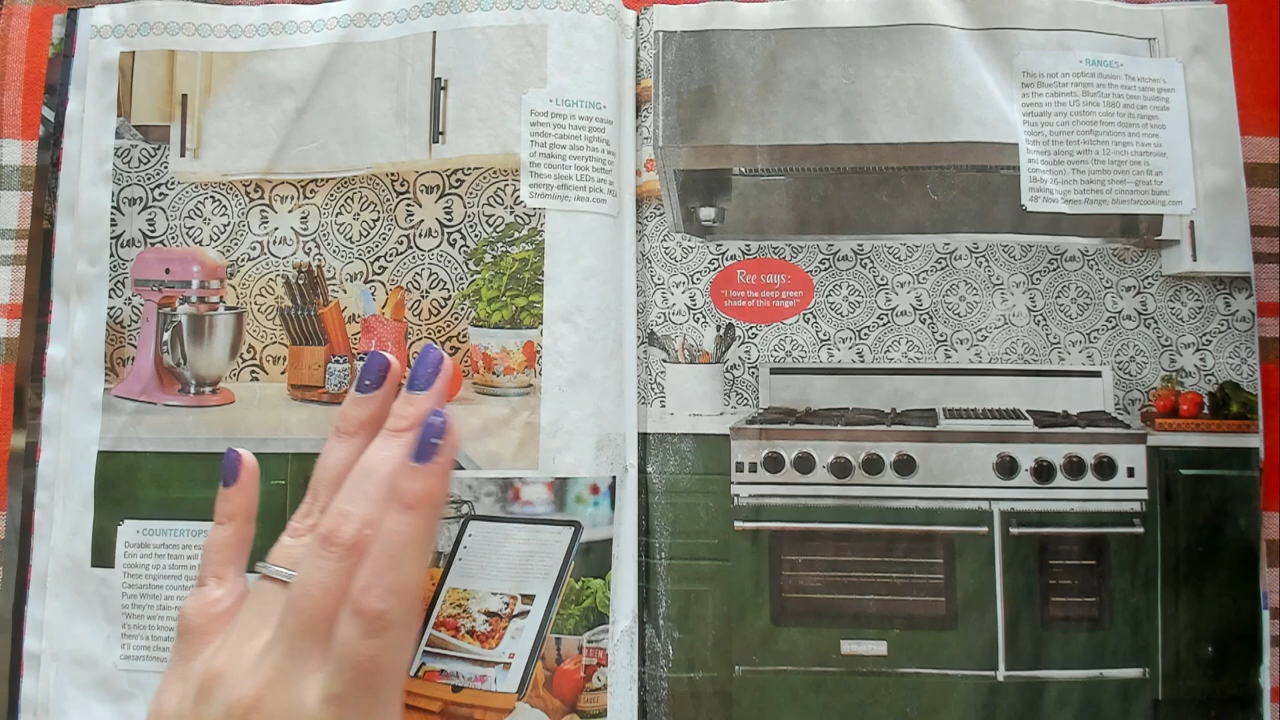 • LIGHTING •
Food prep is way easier
when you have good
under-cabinet lighting.
That glow also has a
of making everything on
the counter look better!
These sleek LEDs are an
energy-efficient pick.
Strömlinje; ikea.com
• COUNTERTOPS
Durable surfaces are
Erin and her team will
cooking up a storm in
These engineered
Caesarstone
Pure White) are
so they're
"When we're
it's nice to know
there's a tomato
it'll come clean.
• RANGES •
This is not an optical illusion: The kitchen's
two BlueStar ranges are the exact same green
as the cabinets. BlueStar has been building
ovens in the US since 1880 and can create
virtually any custom color for its ranges.
Plus you can choose from dozens of knob
colors, burner configurations and more.
Both of the test-kitchen ranges have six
burners along with a 12-inch charbroiler,
and double ovens (the larger one is
convection). The jumbo oven can fit an
18-by-26-inch baking sheet—great for
making huge batches of cinnamon buns!
48" Nova Series Range; bluestarcooking.com
Ree says:
"I love the deep green
shade of this range!"